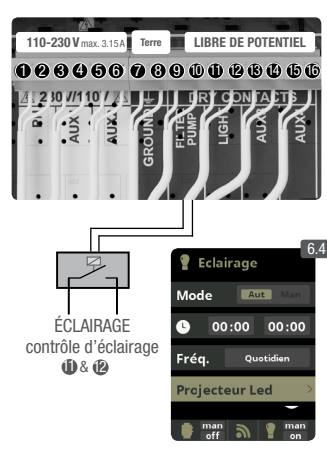 110-230 V max. 3.15A Terre LIBRE DE POTENTIEL
1 2 3 4 5 6 7 8 9 10 11 12 13 14 15 16
230V/110V DRY CONTACTS
AUX
AUX
GROUND
FILTER PUMP
LIGHT
AUX
AUX
6.4
Eclairage
Mode Aut Man
00:00 00:00
Fréq. Quotidien
Projecteur Led >
man off man on
ÉCLAIRAGE
contrôle d'éclairage
11 & 12